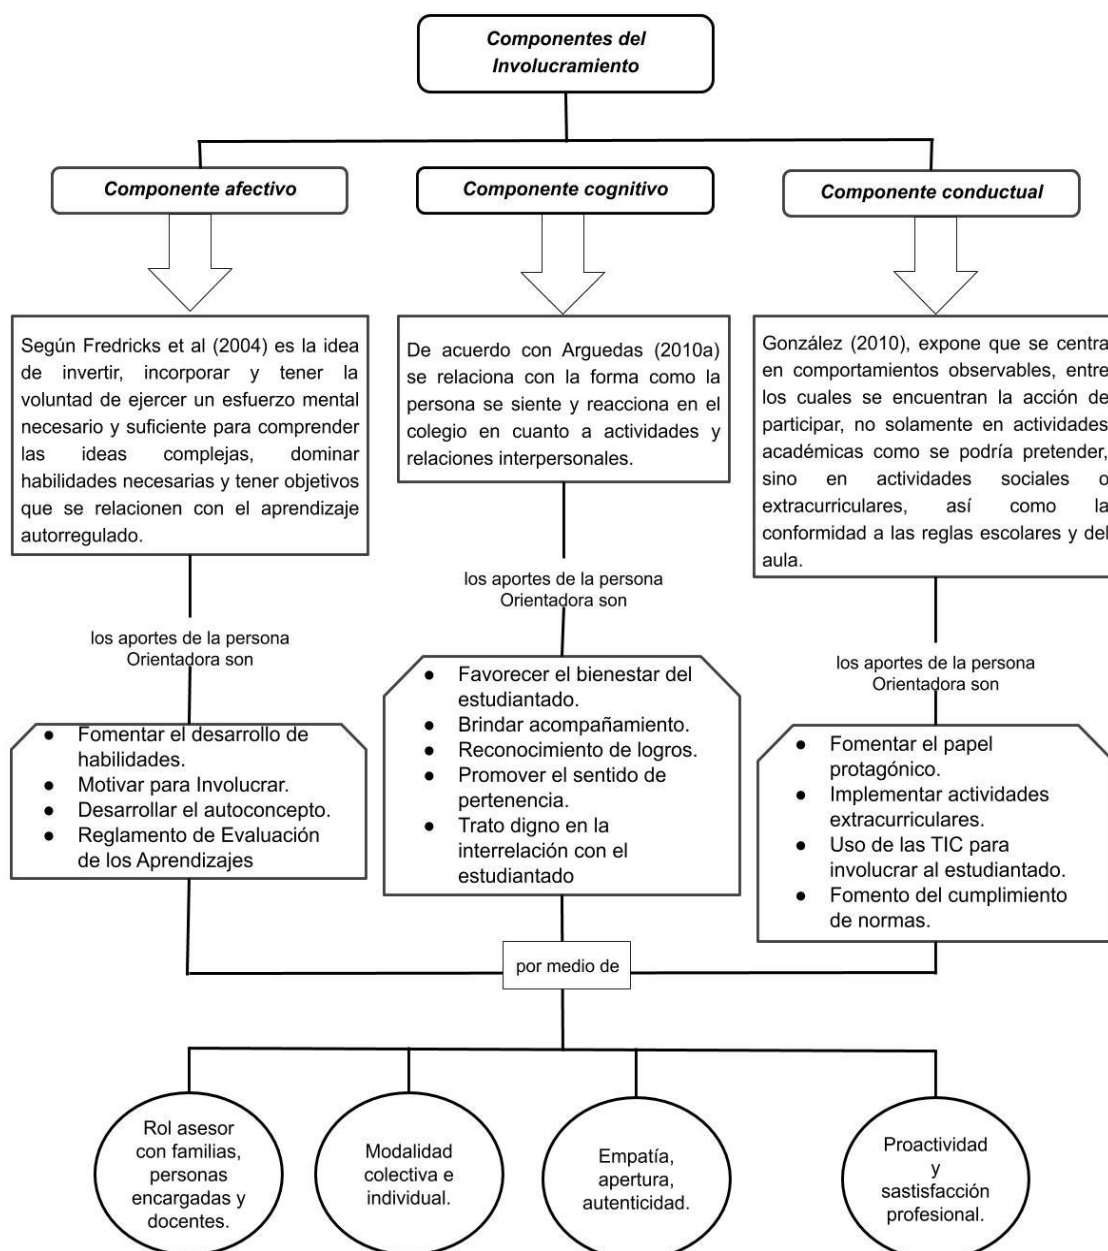 Componentes del
Involucramiento
Componente afectivo
Componente cognitivo
Componente conductual
Según Fredricks et al (2004) es la idea
de invertir, incorporar y tener la
voluntad de ejercer un esfuerzo mental
necesario y suficiente para comprender
las ideas complejas, dominar
habilidades necesarias y tener objetivos
que se relacionen con el aprendizaje
autorregulado.
De acuerdo con Arguedas (2010a)
se relaciona con la forma como la
persona se siente y reacciona en el
colegio en cuanto a actividades y
relaciones interpersonales.
González (2010), expone que se centra
en comportamientos observables, entre
los cuales se encuentran la acción de
participar, no solamente en actividades
académicas como se podría pretender,
sino en actividades sociales o
extracurriculares, así como la
conformidad a las reglas escolares y del
aula.
los aportes de la persona
Orientadora son
los aportes de la persona
Orientadora son
los aportes de la persona
Orientadora son
● Fomentar el desarrollo de
habilidades.
● Motivar para Involucrar.
● Desarrollar el autoconcepto.
● Reglamento de Evaluación
de los Aprendizajes
● Favorecer el bienestar del
estudiantado.
● Brindar acompañamiento.
● Reconocimiento de logros.
● Promover el sentido de
pertenencia.
● Trato digno en la
interrelación con el
estudiantado
● Fomentar el papel
protagónico.
● Implementar actividades
extracurriculares.
● Uso de las TIC para
involucrar al estudiantado.
● Fomento del cumplimiento
de normas.
por medio de
Rol asesor
con familias,
personas
encargadas y
docentes.
Modalidad
colectiva e
individual.
Empatía,
apertura,
autenticidad.
Proactividad
y
sastisfacción
profesional.